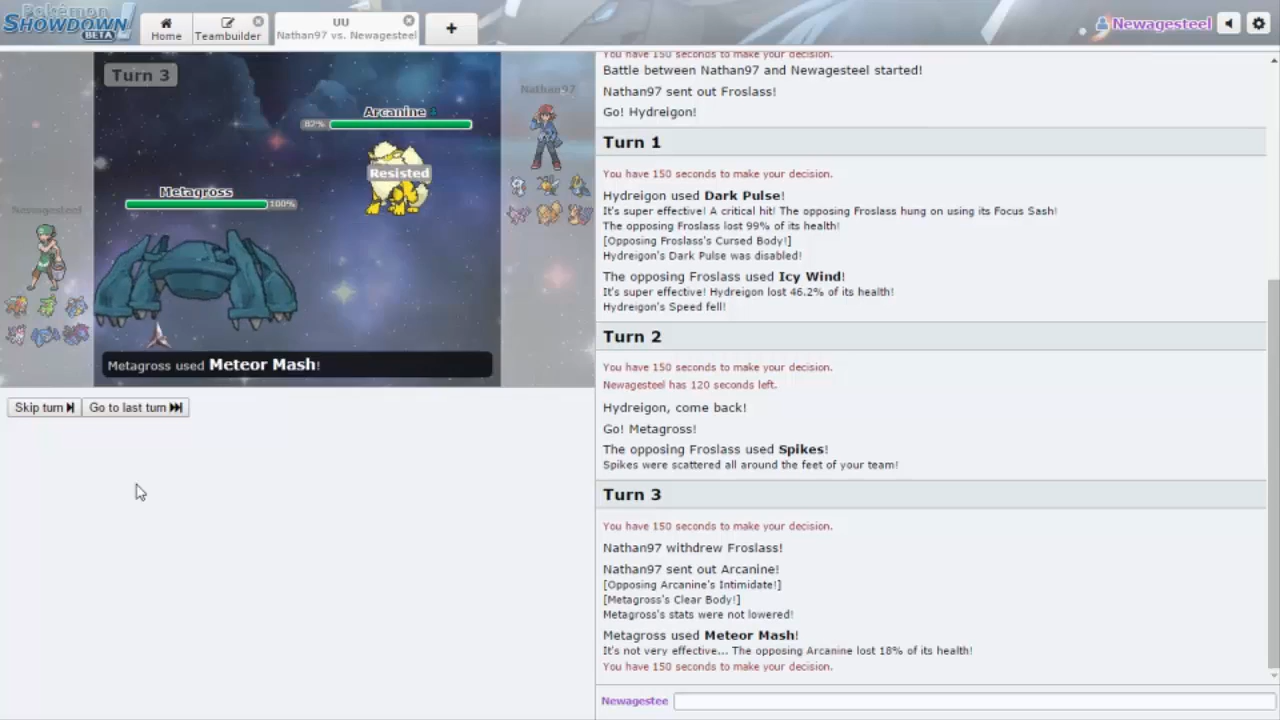 Pokémon
SHOWDOWN!
BETA
Home
Teambuilder
UU
Nathan97 vs. Newagesteel
+
Newagesteel
Turn 3
Arcanine
82%
Resisted
Metagross
100%
Nathan97
Newagesteel
Metagross used Meteor Mash!
Skip turn
Go to last turn
You have 150 seconds to make your decision.
Battle between Nathan97 and Newagesteel started!
Nathan97 sent out Froslass!
Go! Hydreigon!
Turn 1
You have 150 seconds to make your decision.
Hydreigon used Dark Pulse!
It's super effective! A critical hit! The opposing Froslass hung on using its Focus Sash!
The opposing Froslass lost 99% of its health!
[Opposing Froslass's Cursed Body!]
Hydreigon's Dark Pulse was disabled!
The opposing Froslass used Icy Wind!
It's super effective! Hydreigon lost 46.2% of its health!
Hydreigon's Speed fell!
Turn 2
You have 150 seconds to make your decision.
Newagesteel has 120 seconds left.
Hydreigon, come back!
Go! Metagross!
The opposing Froslass used Spikes!
Spikes were scattered all around the feet of your team!
Turn 3
You have 150 seconds to make your decision.
Nathan97 withdrew Froslass!
Nathan97 sent out Arcanine!
[Opposing Arcanine's Intimidate!]
[Metagross's Clear Body!]
Metagross's stats were not lowered!
Metagross used Meteor Mash!
It's not very effective... The opposing Arcanine lost 18% of its health!
You have 150 seconds to make your decision.
Newagestee